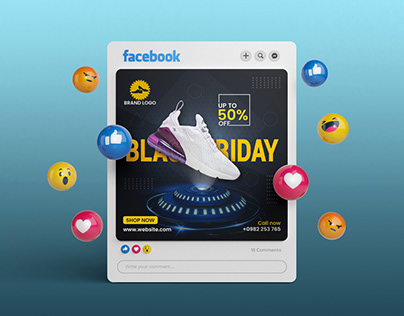 facebook
BRAND LOGO
UP TO
50%
OFF
BLACK FRIDAY
SHOP NOW
www.website.com
Call now
+0982 253 765
18 Comments
Write your comment...